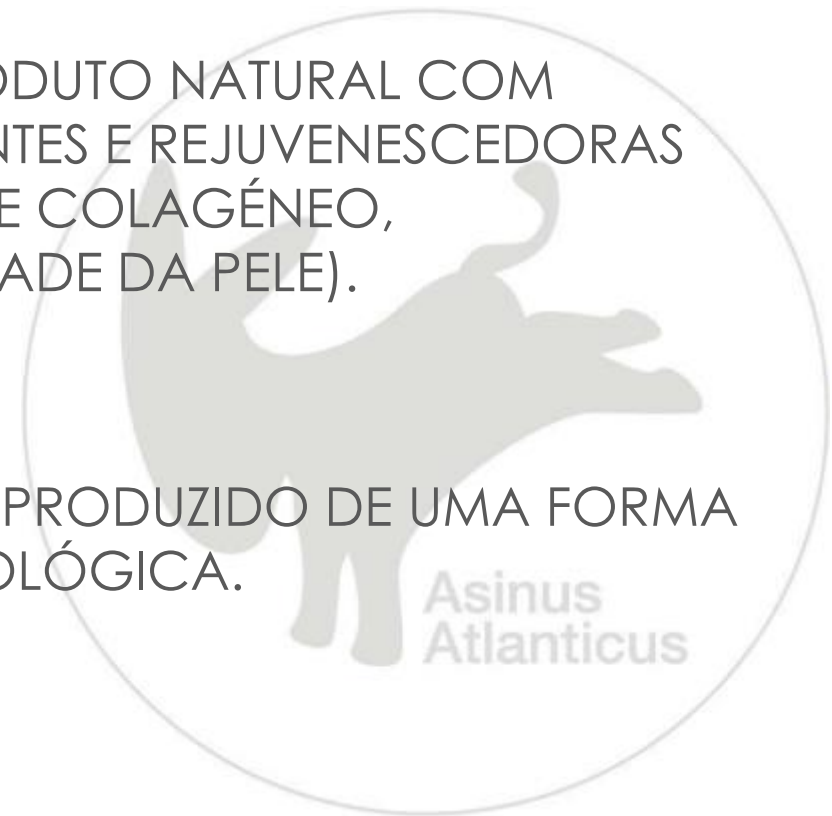 ODUTO NATURAL COM
NTES E REJUVENESCEDORAS
E COLAGÉNEO,
ADE DA PELE).
PRODUZIDO DE UMA FORMA
OLÓGICA.
Asinus
Atlanticus